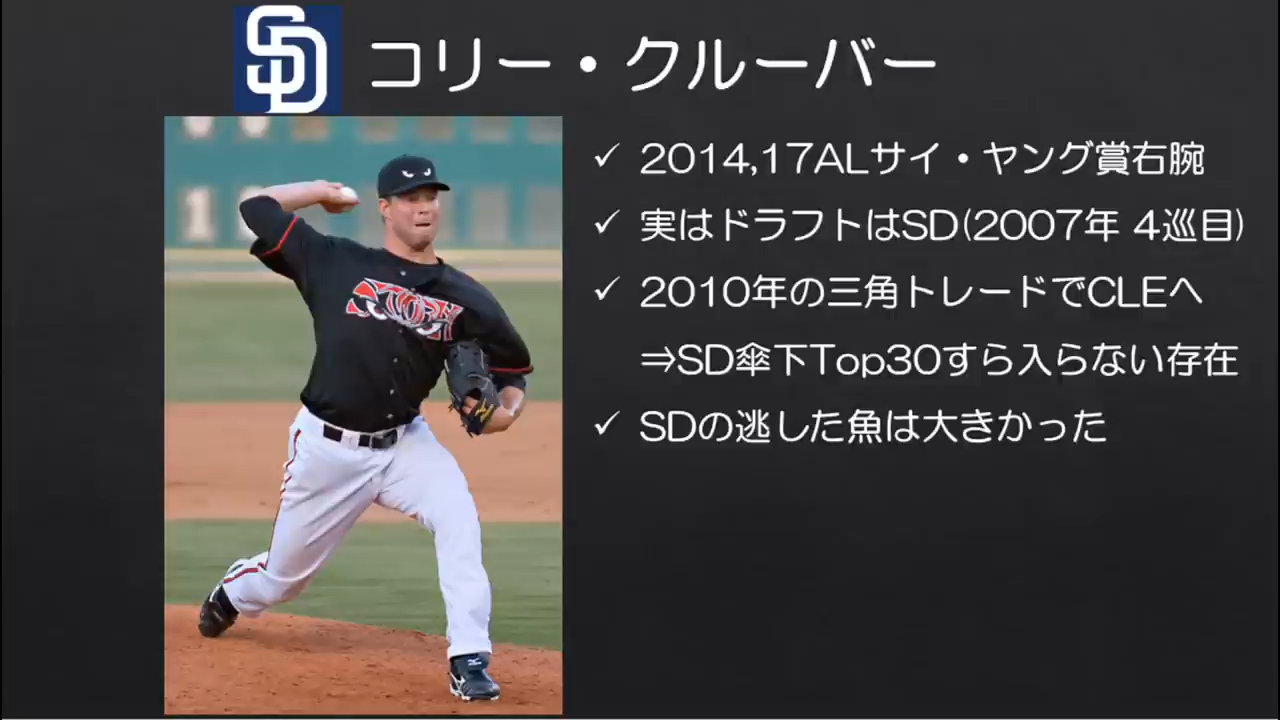 SD
コリー・クルーバー
✓ 2014,17ALサイ・ヤング賞右腕
✓ 実はドラフトはSD(2007年 4巡目)
✓ 2010年の三角トレードでCLEへ
⇒SD傘下Top30すら入らない存在
✓ SDの逃した魚は大きかった
1
STORM